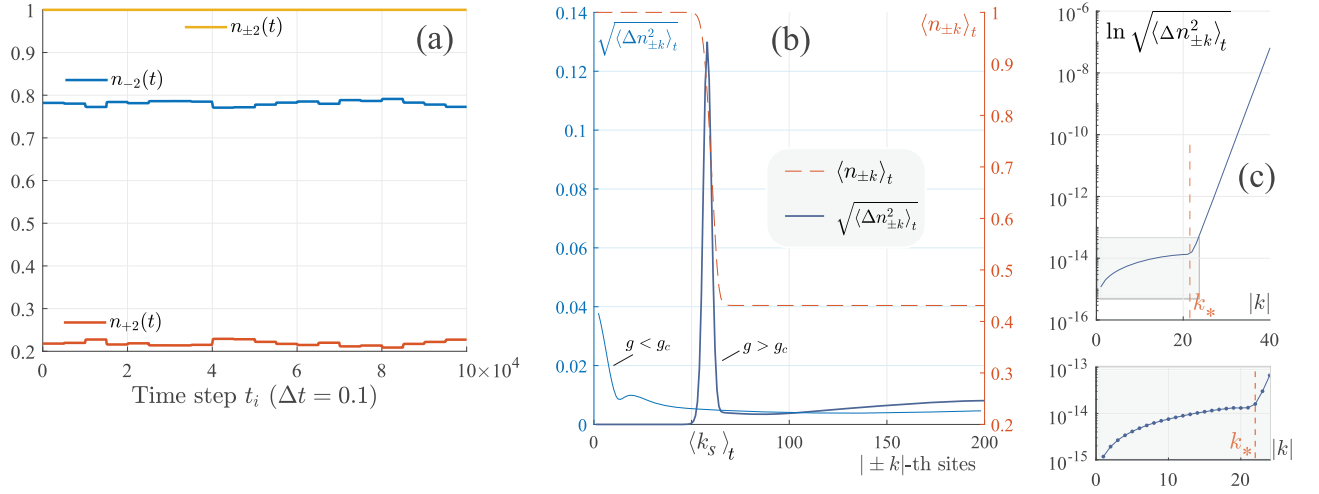 (a)
n±2(t)
n−2(t)
n+2(t)
1
0.9
0.8
0.7
0.6
0.5
0.4
0.3
0.2
0 2 4 6 8 10×10⁴
Time step tᵢ (Δt = 0.1)
(b)
√⟨Δn²±k⟩t
⟨n±k⟩t
0.14
0.12
0.1
0.08
0.06
0.04
0.02
0
1
0.9
0.8
0.7
0.6
0.5
0.4
0.3
0.2
⟨n±k⟩t
√⟨Δn²±k⟩t
g < gc
g > gc
0 ⟨kS⟩t 100 150 200
| ± k|-th sites
(c)
ln √⟨Δn²±k⟩t
10⁻⁶
10⁻⁸
10⁻¹⁰
10⁻¹²
10⁻¹⁴
10⁻¹⁶
k* |k|
0 20 40
10⁻¹³
10⁻¹⁴
10⁻¹⁵
k* |k|
0 10 20